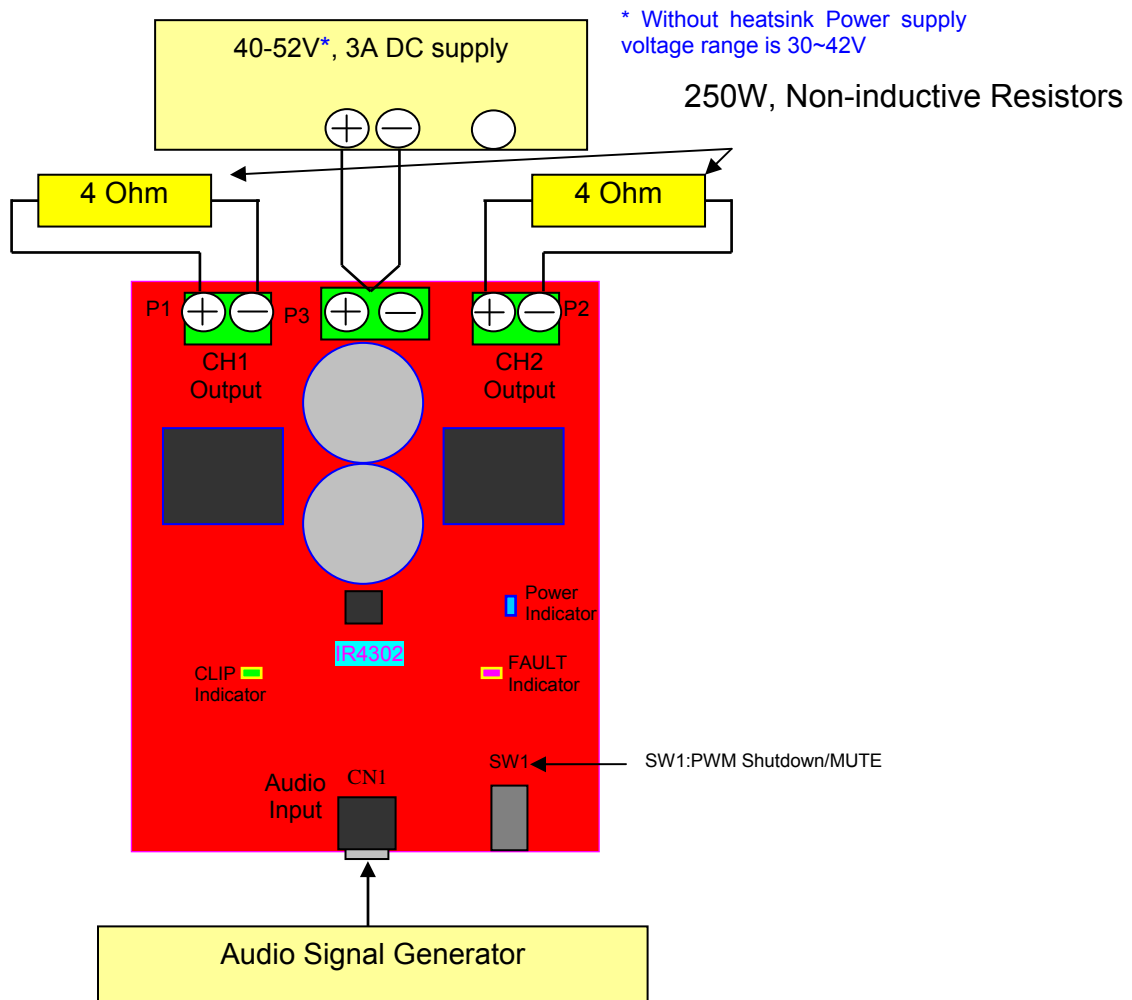 * Without heatsink Power supply
voltage range is 30~42V
40-52V*, 3A DC supply
250W, Non-inductive Resistors
4 Ohm
4 Ohm
P1
P3
P2
CH1
Output
CH2
Output
Power
Indicator
IR4302
CLIP
Indicator
FAULT
Indicator
SW1
SW1:PWM Shutdown/MUTE
Audio
Input
CN1
Audio Signal Generator